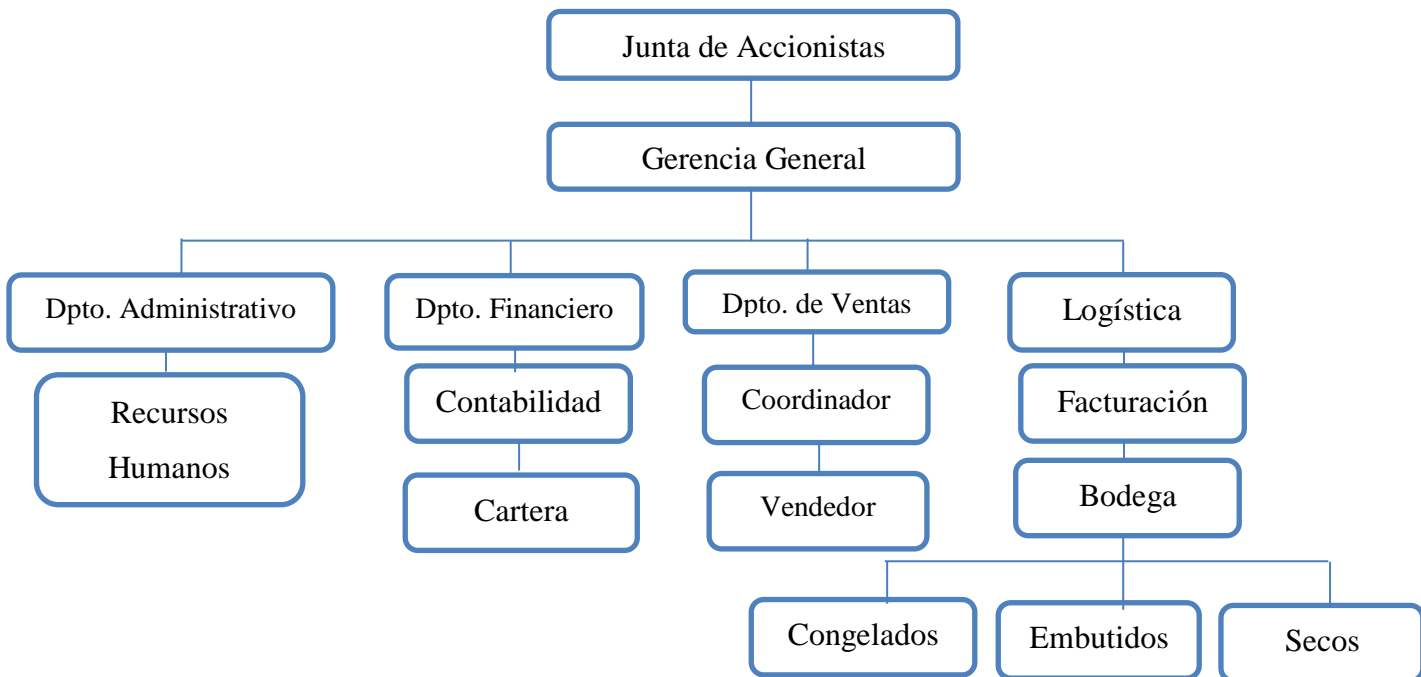 Junta de Accionistas
Gerencia General
Dpto. Administrativo
Dpto. Financiero
Dpto. de Ventas
Logística
Recursos
Humanos
Contabilidad
Coordinador
Facturación
Cartera
Vendedor
Bodega
Congelados
Embutidos
Secos